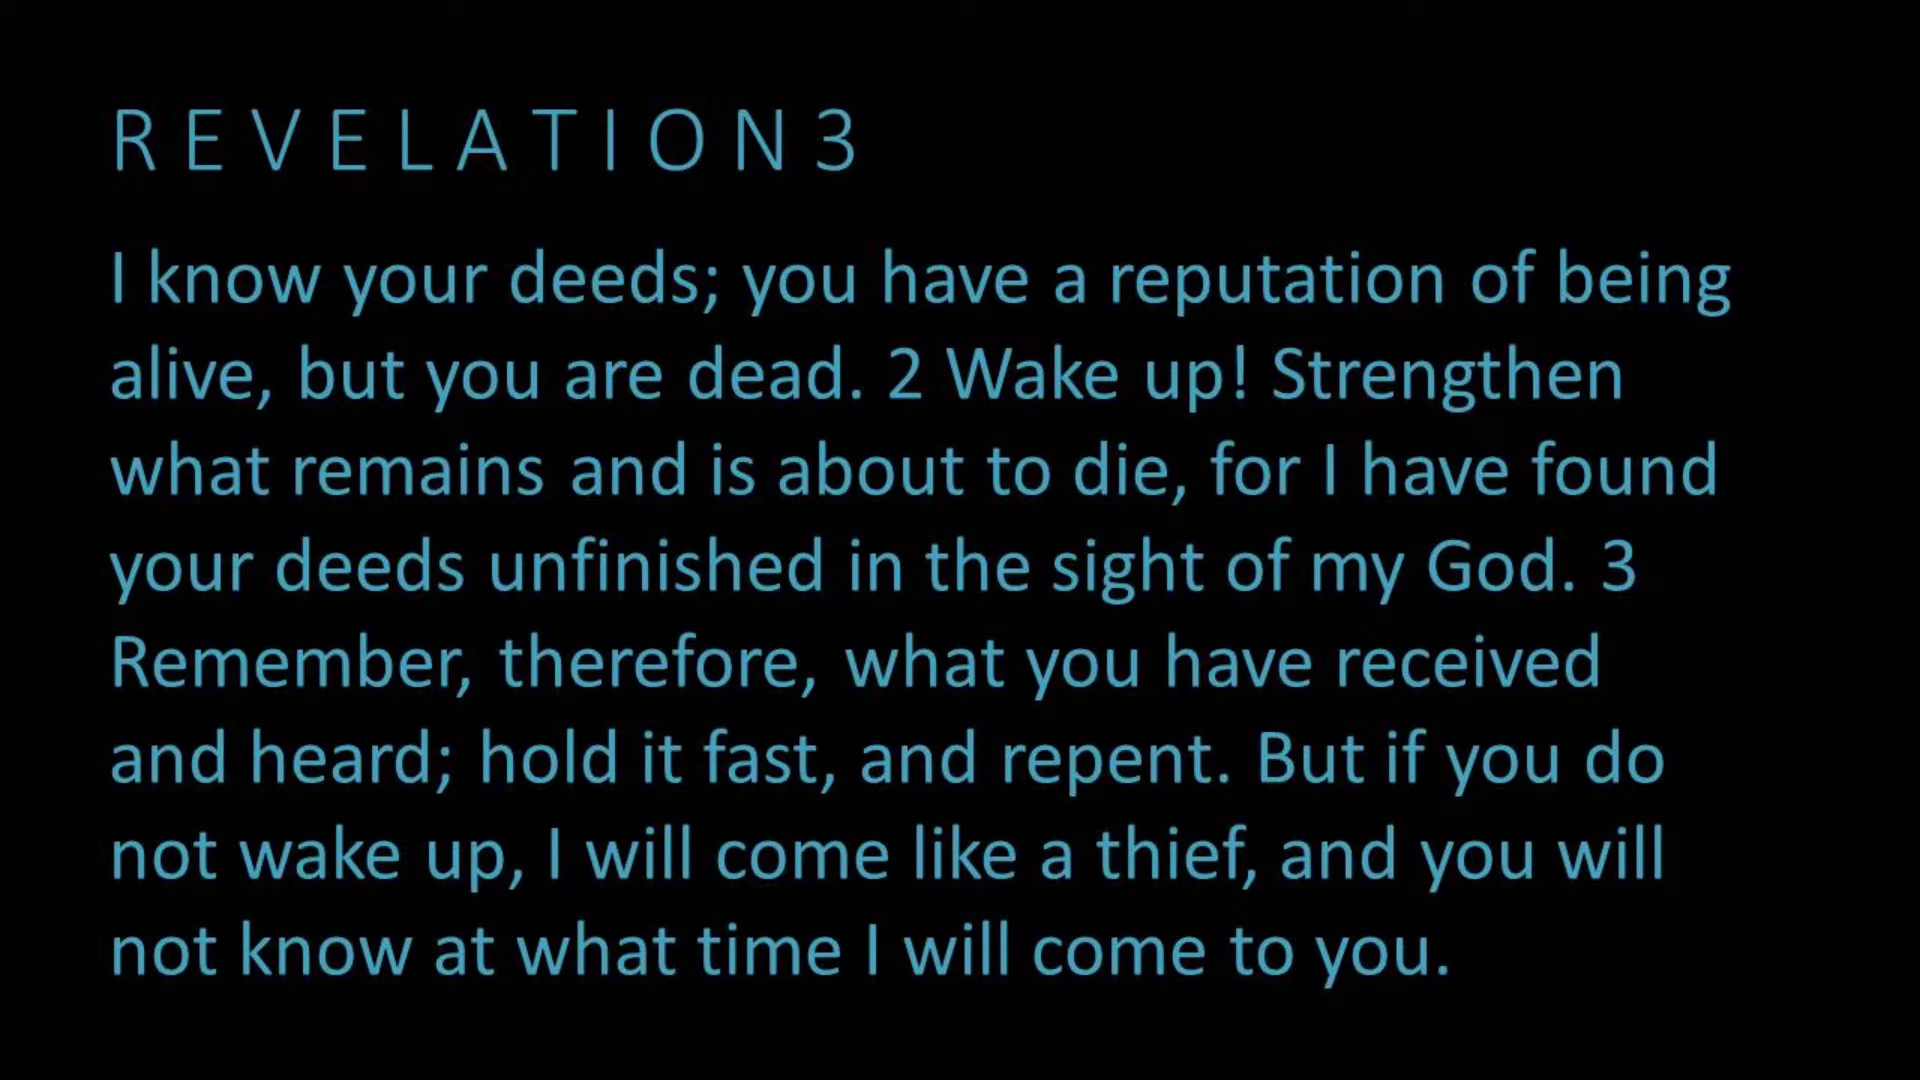 REVELATION3
I know your deeds; you have a reputation of being
alive, but you are dead. 2 Wake up! Strengthen
what remains and is about to die, for I have found
your deeds unfinished in the sight of my God. 3
Remember, therefore, what you have received
and heard; hold it fast, and repent. But if you do
not wake up, I will come like a thief, and you will
not know at what time I will come to you.